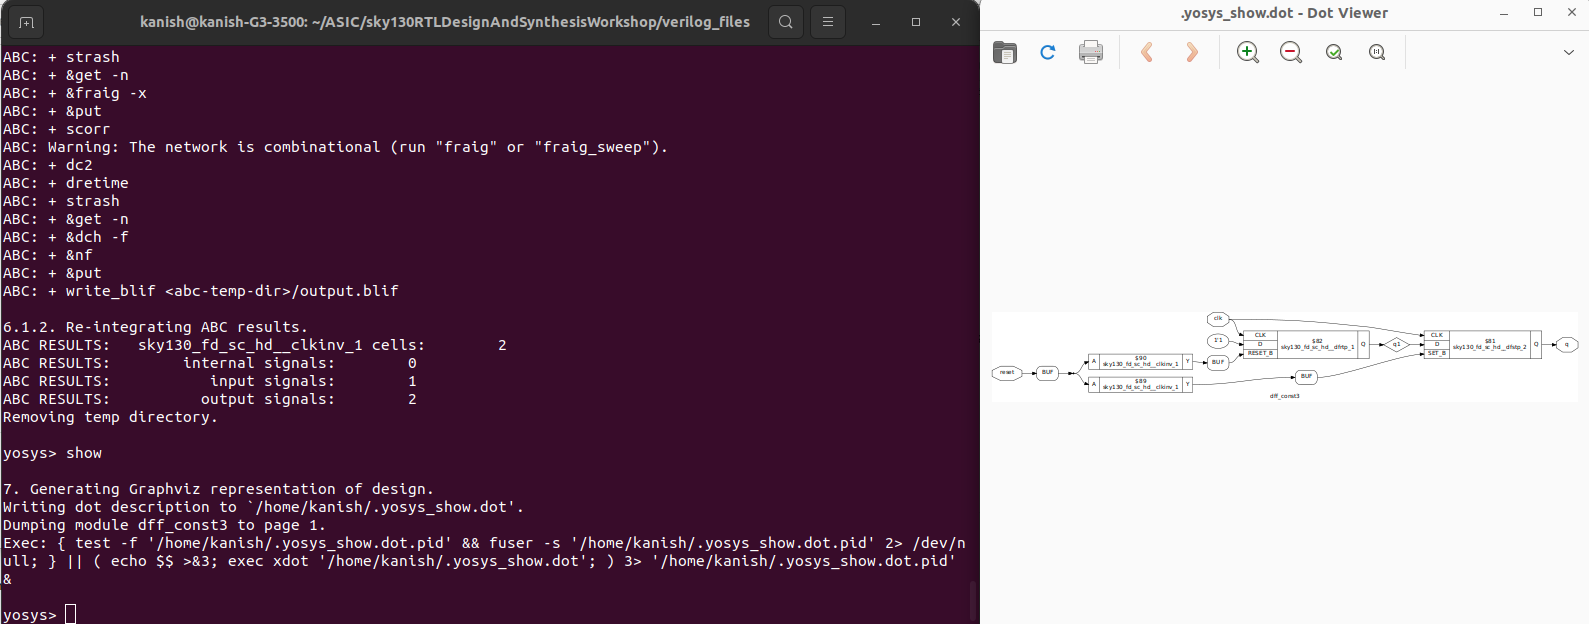 kanish@kanish-G3-3500: ~/ASIC/sky130RTLDesignAndSynthesisWorkshop/verilog_files
ABC: + strash
ABC: + &get -n
ABC: + &fraig -x
ABC: + &put
ABC: + scorr
ABC: Warning: The network is combinational (run "fraig" or "fraig_sweep").
ABC: + dc2
ABC: + dretime
ABC: + strash
ABC: + &get -n
ABC: + &dch -f
ABC: + &nf
ABC: + &put
ABC: + write_blif <abc-temp-dir>/output.blif
6.1.2. Re-integrating ABC results.
ABC RESULTS:   sky130_fd_sc_hd__clkinv_1 cells:        2
ABC RESULTS:        internal signals:        0
ABC RESULTS:           input signals:        1
ABC RESULTS:          output signals:        2
Removing temp directory.
yosys> show
7. Generating Graphviz representation of design.
Writing dot description to `/home/kanish/.yosys_show.dot'.
Dumping module dff_const3 to page 1.
Exec: { test -f '/home/kanish/.yosys_show.dot.pid' && fuser -s '/home/kanish/.yosys_show.dot.pid' 2> /dev/n
ull; } || ( echo $$ >&3; exec xdot '/home/kanish/.yosys_show.dot'; ) 3> '/home/kanish/.yosys_show.dot.pid'
&
yosys>
.yosys_show.dot - Dot Viewer
clk
1'1
reset
BUF
A
$90
sky130_fd_sc_hd__clkinv_1
Y
A
$89
sky130_fd_sc_hd__clkinv_1
Y
BUF
BUF
CLK
D
RESET_B
$82
sky130_fd_sc_hd__dfrtp_1
Q
q1
CLK
D
SET_B
$81
sky130_fd_sc_hd__dfstp_2
Q
q
dff_const3